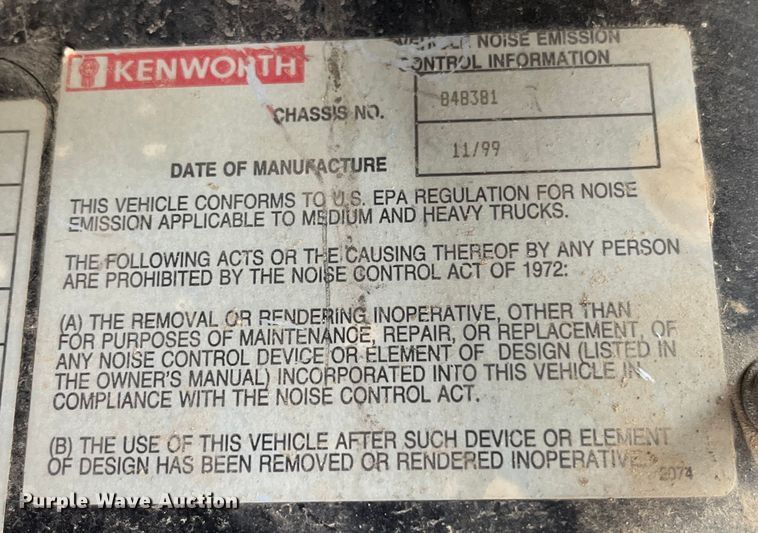 KENWORTH
VEHICLE NOISE EMISSION
CONTROL INFORMATION
CHASSIS NO. 848381 R
DATE OF MANUFACTURE 11/99
THIS VEHICLE CONFORMS TO U.S. EPA REGULATION FOR NOISE
EMISSION APPLICABLE TO MEDIUM AND HEAVY TRUCKS.
THE FOLLOWING ACTS OR THE CAUSING THEREOF BY ANY PERSON
ARE PROHIBITED BY THE NOISE CONTROL ACT OF 1972:
(A) THE REMOVAL OR RENDERING INOPERATIVE, OTHER THAN
FOR PURPOSES OF MAINTENANCE, REPAIR, OR REPLACEMENT, OF
ANY NOISE CONTROL DEVICE OR ELEMENT OF DESIGN (LISTED IN
THE OWNER'S MANUAL) INCORPORATED INTO THIS VEHICLE IN
COMPLIANCE WITH THE NOISE CONTROL ACT.
(B) THE USE OF THIS VEHICLE AFTER SUCH DEVICE OR ELEMENT
OF DESIGN HAS BEEN REMOVED OR RENDERED INOPERATIVE.
2074
Purple Wave Auction